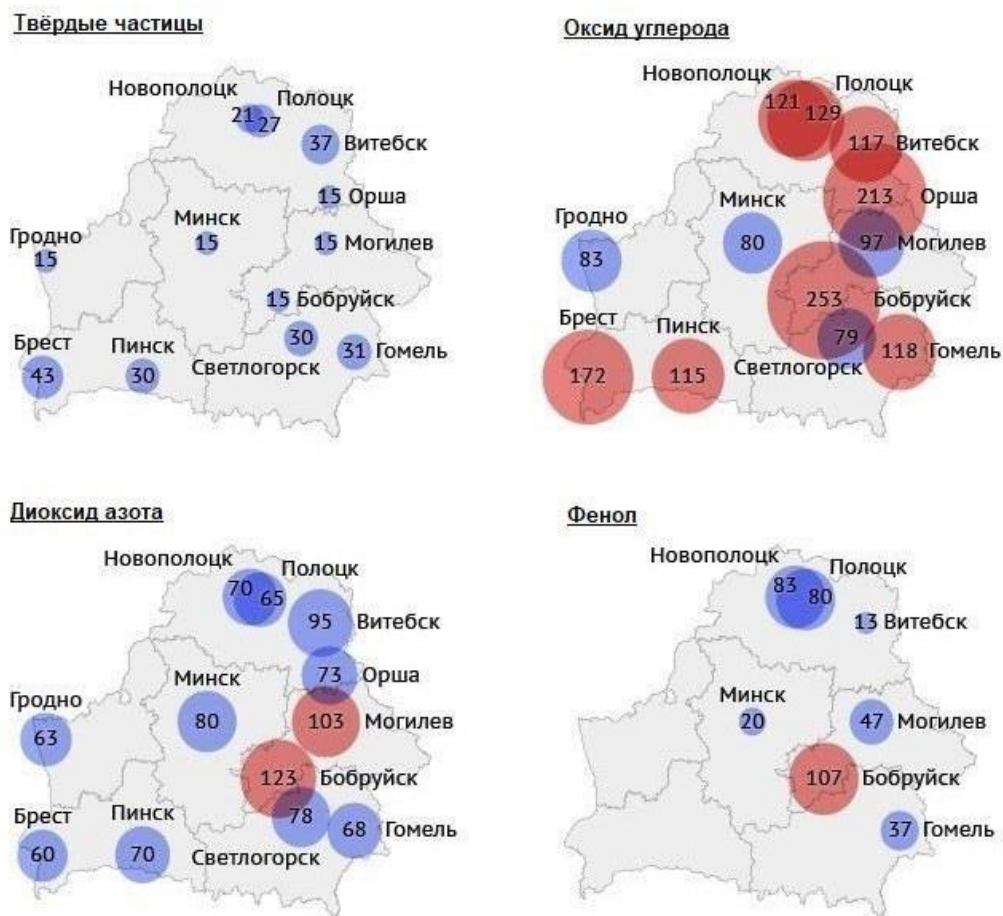 Твёрдые частицы
Новополоцк
Полоцк
21
27
37 Витебск
15 Орша
Минск
15
15 Могилев
Гродно
15
15 Бобруйск
30
31 Гомель
Брест
43
Пинск
30
Светлогорск
Оксид углерода
Новополоцк
Полоцк
121
129
117
Витебск
213
Орша
Гродно
83
Минск
80
97
Могилев
253
Бобруйск
79
118
Гомель
Брест
172
Пинск
115
Светлогорск
Диоксид азота
Новополоцк
Полоцк
70
65
95
Витебск
73
Орша
Минск
80
Гродно
63
103
Могилев
123
Бобруйск
78
68
Гомель
Брест
60
Пинск
70
Светлогорск
Фенол
Новополоцк
Полоцк
83
80
13 Витебск
Минск
20
47
Могилев
107
Бобруйск
37
Гомель